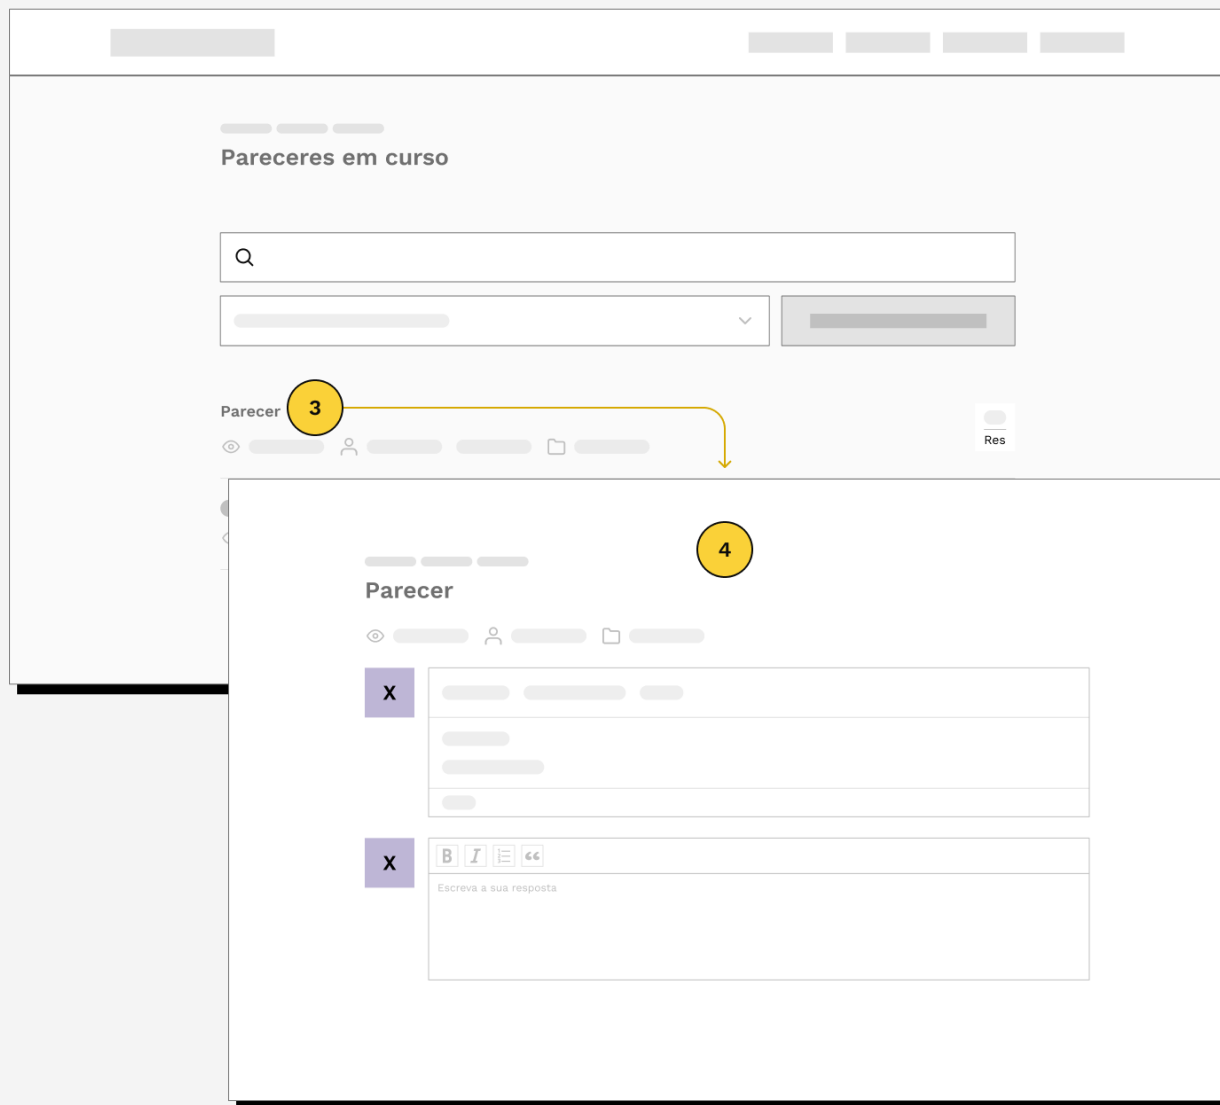 Pareceres em curso
Parecer
3
Res
4
Parecer
X
X
B I
Escreva a sua resposta